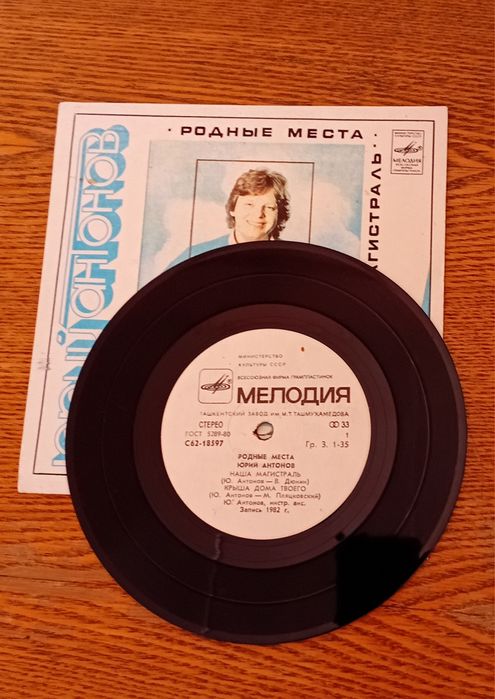 · РОДНЫЕ МЕСТА ·
ЮРИЙ АНТОНОВ
МЕЛОДИЯ
МИНИСТЕРСТВО
КУЛЬТУРЫ СССР
ВСЕСОЮЗНАЯ ФИРМА ГРАМПЛАСТИНОК
МЕЛОДИЯ
ТАШКЕНТСКИЙ ЗАВОД ИМ. М.Т. ТАШМУХАМЕДОВА
СТЕРЕО 33
ГОСТ 5289-80 1
С62-18597 Гр. 3. 1-35
РОДНЫЕ МЕСТА
ЮРИЙ АНТОНОВ
НАША МАГИСТРАЛЬ
(Ю. Антонов—В. Дюнин)
КРЫША ДОМА ТВОЕГО
(Ю. Антонов—М. Пляцковский)
Ю. Антонов, инстр. анс.
Запись 1982 г.